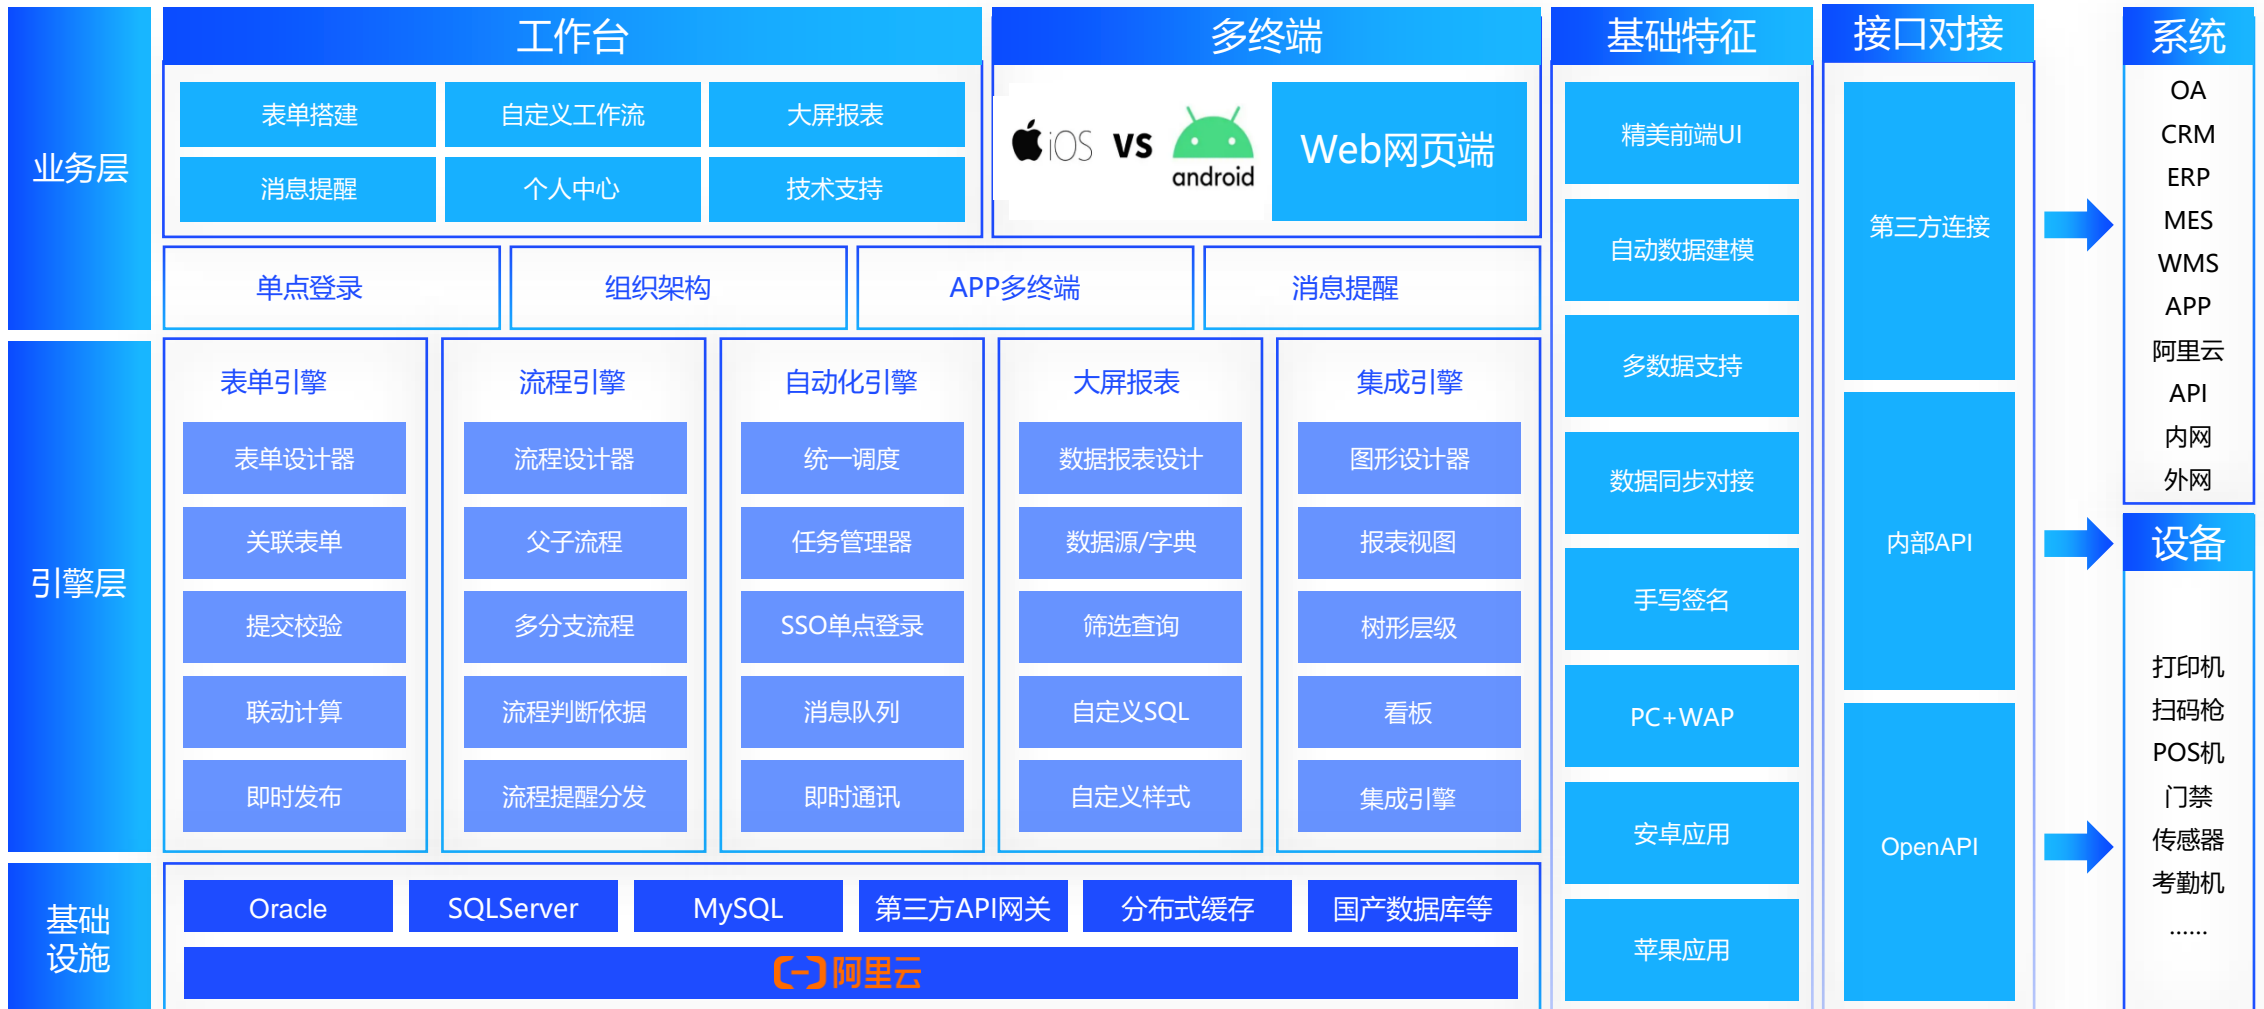 业务层
工作台
表单搭建
自定义工作流
大屏报表
消息提醒
个人中心
技术支持
多终端
iOS vs android
Web网页端
单点登录
组织架构
APP多终端
消息提醒
引擎层
表单引擎
表单设计器
关联表单
提交校验
联动计算
即时发布
流程引擎
流程设计器
父子流程
多分支流程
流程判断依据
流程提醒分发
自动化引擎
统一调度
任务管理器
SSO单点登录
消息队列
即时通讯
大屏报表
数据报表设计
数据源/字典
筛选查询
自定义SQL
自定义样式
集成引擎
图形设计器
报表视图
树形层级
看板
集成引擎
基础
设施
Oracle
SQLServer
MySQL
第三方API网关
分布式缓存
国产数据库等
阿里云
基础特征
精美前端UI
自动数据建模
多数据支持
数据同步对接
手写签名
PC+WAP
安卓应用
苹果应用
接口对接
第三方连接
内部API
OpenAPI
系统
OA
CRM
ERP
MES
WMS
APP
阿里云
API
内网
外网
设备
打印机
扫码枪
POS机
门禁
传感器
考勤机
......